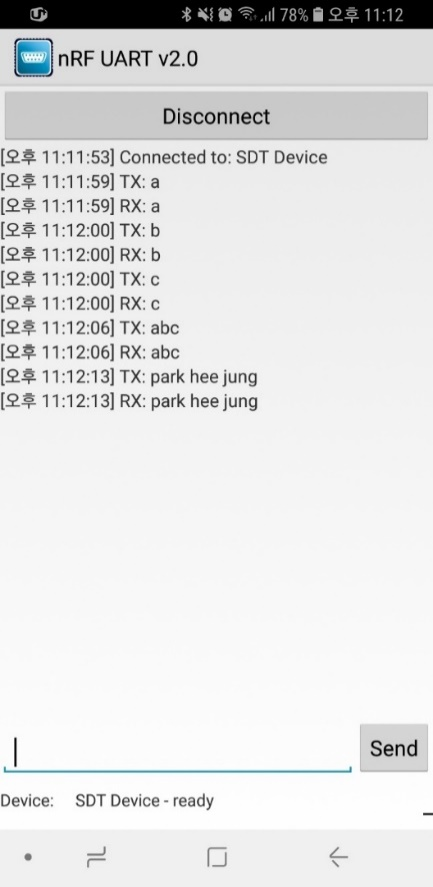 78% 오후 11:12
nRF UART v2.0
Disconnect
[오후 11:11:53] Connected to: SDT Device
[오후 11:11:59] TX: a
[오후 11:11:59] RX: a
[오후 11:12:00] TX: b
[오후 11:12:00] RX: b
[오후 11:12:00] TX: c
[오후 11:12:00] RX: c
[오후 11:12:06] TX: abc
[오후 11:12:06] RX: abc
[오후 11:12:13] TX: park hee jung
[오후 11:12:13] RX: park hee jung
Send
Device: SDT Device - ready